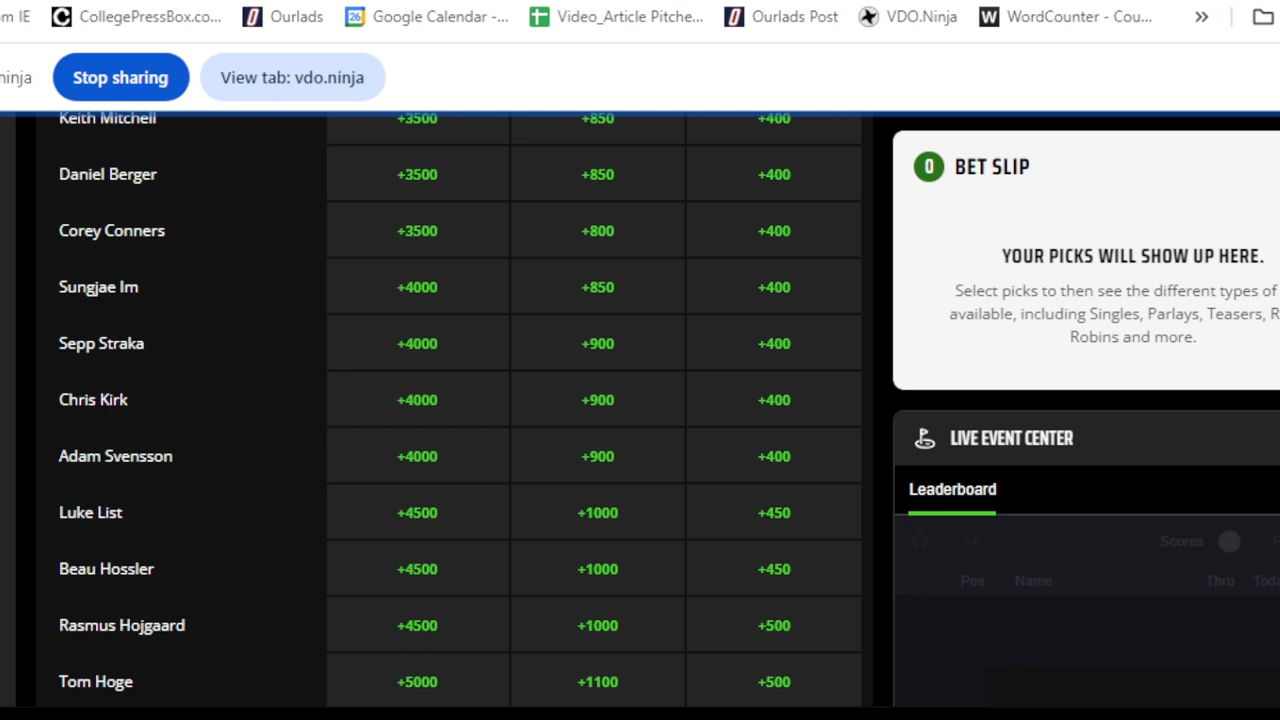 m IE CollegePressBox.co... Ourlads Google Calendar -... Video_Article Pitche... Ourlads Post VDO.Ninja WordCounter - Cou...
ninja Stop sharing View tab: vdo.ninja
Keith Mitchell +3500 +850 +400
Daniel Berger +3500 +850 +400
Corey Conners +3500 +800 +400
Sungjae Im +4000 +850 +400
Sepp Straka +4000 +900 +400
Chris Kirk +4000 +900 +400
Adam Svensson +4000 +900 +400
Luke List +4500 +1000 +450
Beau Hossler +4500 +1000 +450
Rasmus Hojgaard +4500 +1000 +500
Tom Hoge +5000 +1100 +500
0 BET SLIP
YOUR PICKS WILL SHOW UP HERE.
Select picks to then see the different types of
available, including Singles, Parlays, Teasers, R
Robins and more.
LIVE EVENT CENTER
Leaderboard
Scores
Pos Name Thru Toda